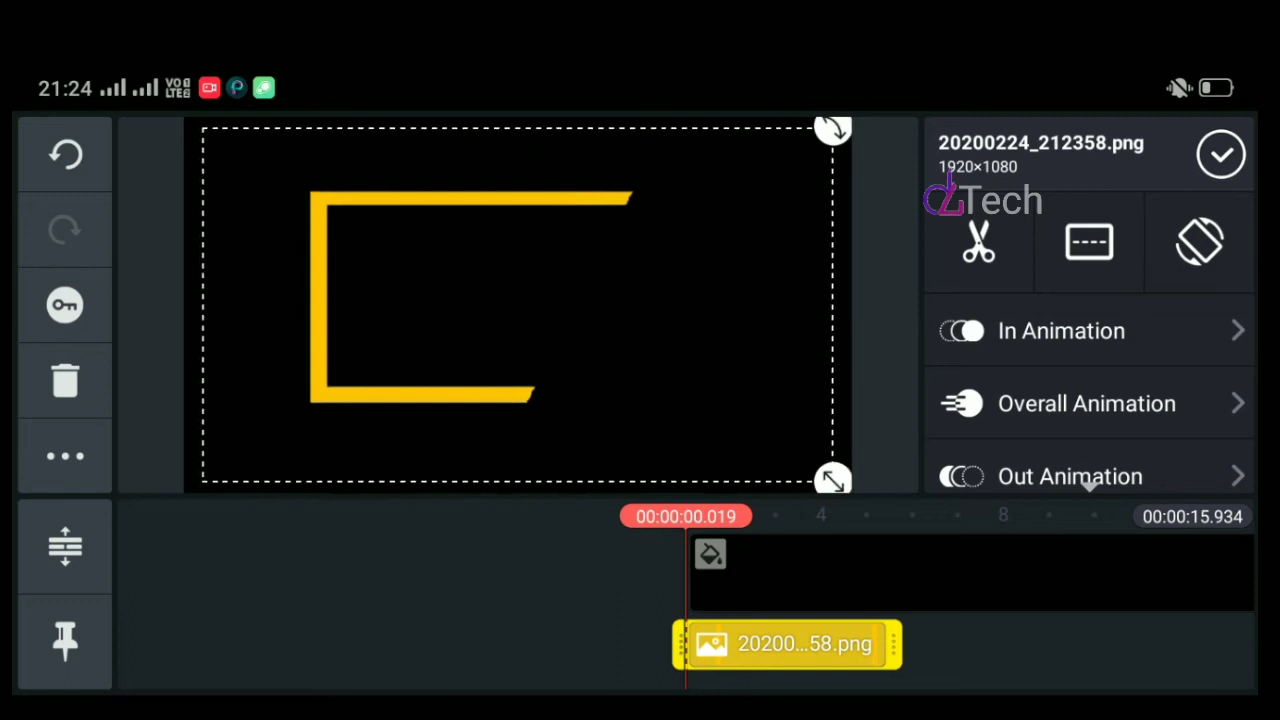 21:24
VO
LTE
20200224_212358.png
1920×1080
dz Tech
In Animation
Overall Animation
Out Animation
00:00:00.019
4
8
00:00:15.934
20200...58.png